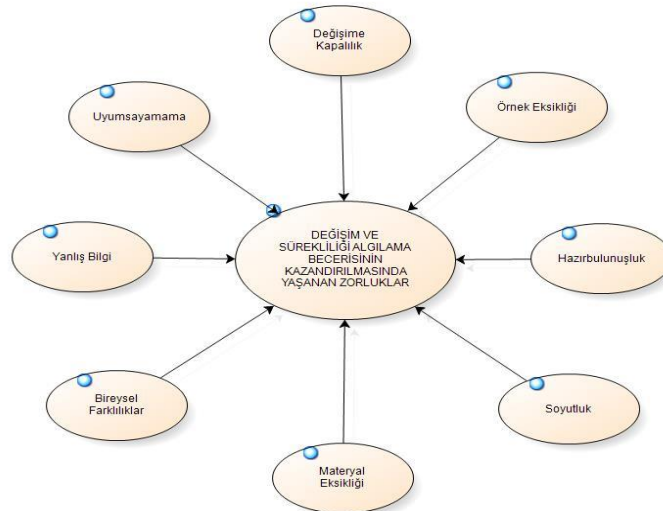 Değişime
Kapalılık
Uyumsayamama
Örnek Eksikliği
DEĞİŞİM VE
SÜREKLİLİĞİ ALGILAMA
BECERİSİNİN
KAZANDIRILMASINDA
YAŞANAN ZORLUKLAR
Yanlış Bilgi
Hazırbulunuşluk
Bireysel
Farklılıklar
Soyutluk
Materyal
Eksikliği